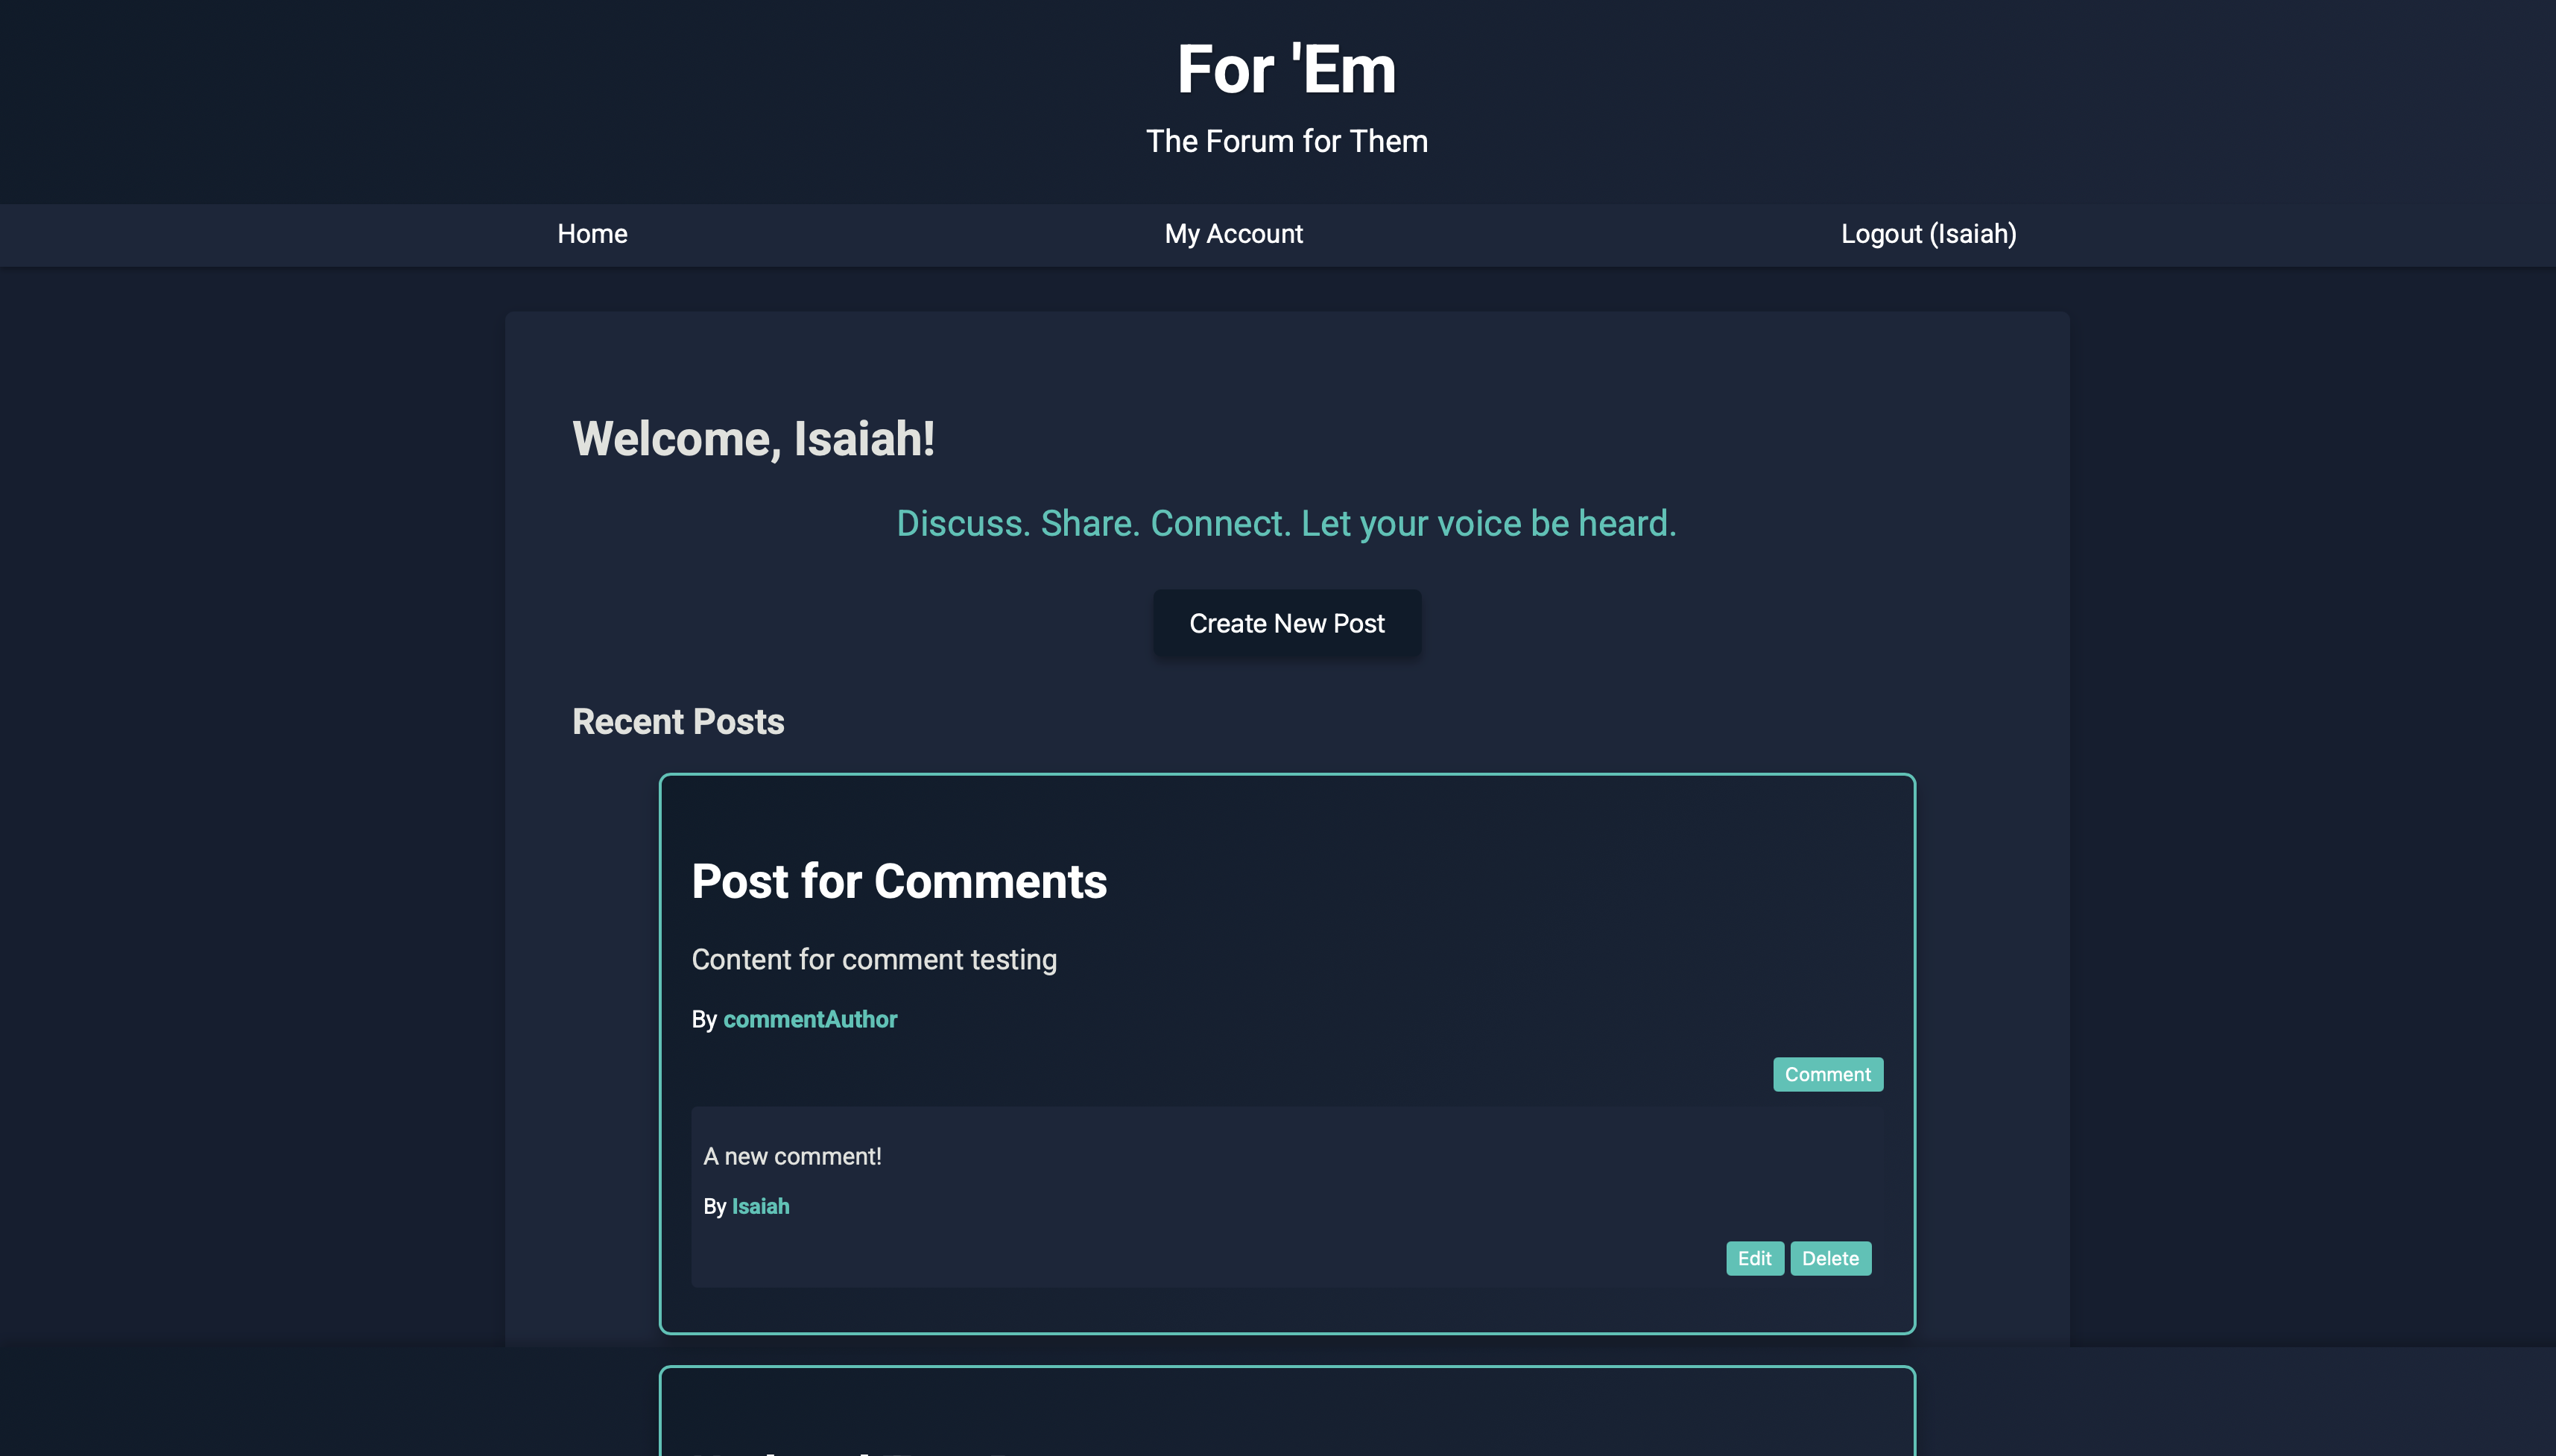 For 'Em
The Forum for Them
Home
My Account
Logout (Isaiah)
Welcome, Isaiah!
Discuss. Share. Connect. Let your voice be heard.
Create New Post
Recent Posts
Post for Comments
Content for comment testing
By commentAuthor
Comment
A new comment!
By Isaiah
Edit
Delete